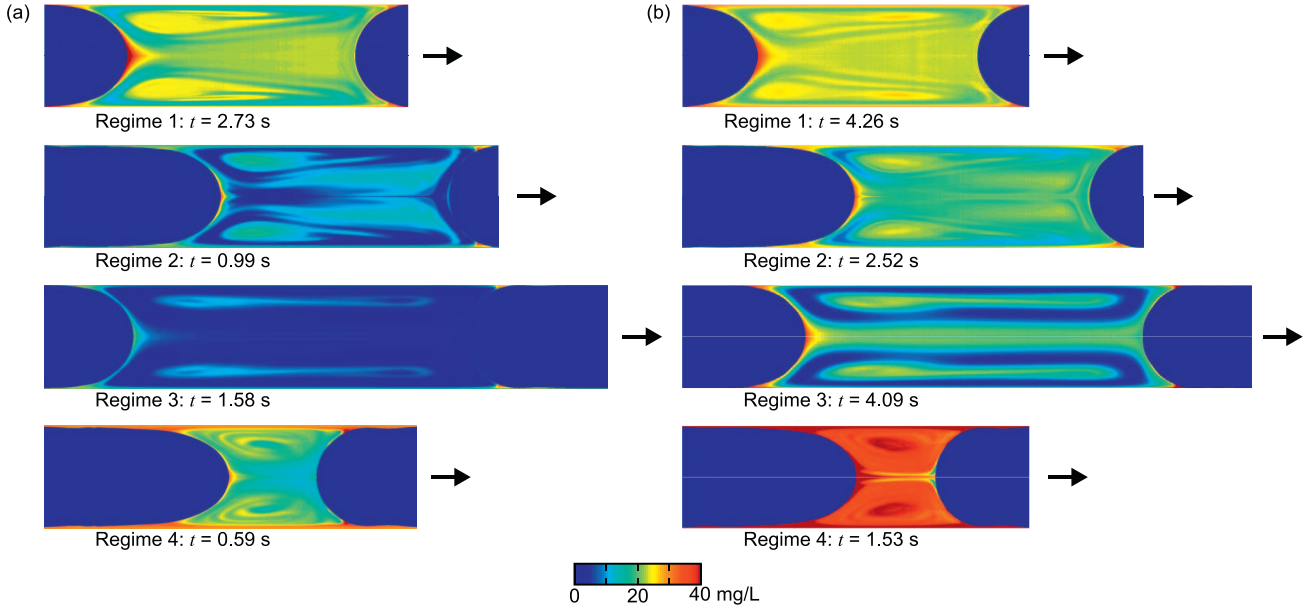 (a)
Regime 1: t = 2.73 s
Regime 2: t = 0.99 s
Regime 3: t = 1.58 s
Regime 4: t = 0.59 s
(b)
Regime 1: t = 4.26 s
Regime 2: t = 2.52 s
Regime 3: t = 4.09 s
Regime 4: t = 1.53 s
0 20 40 mg/L